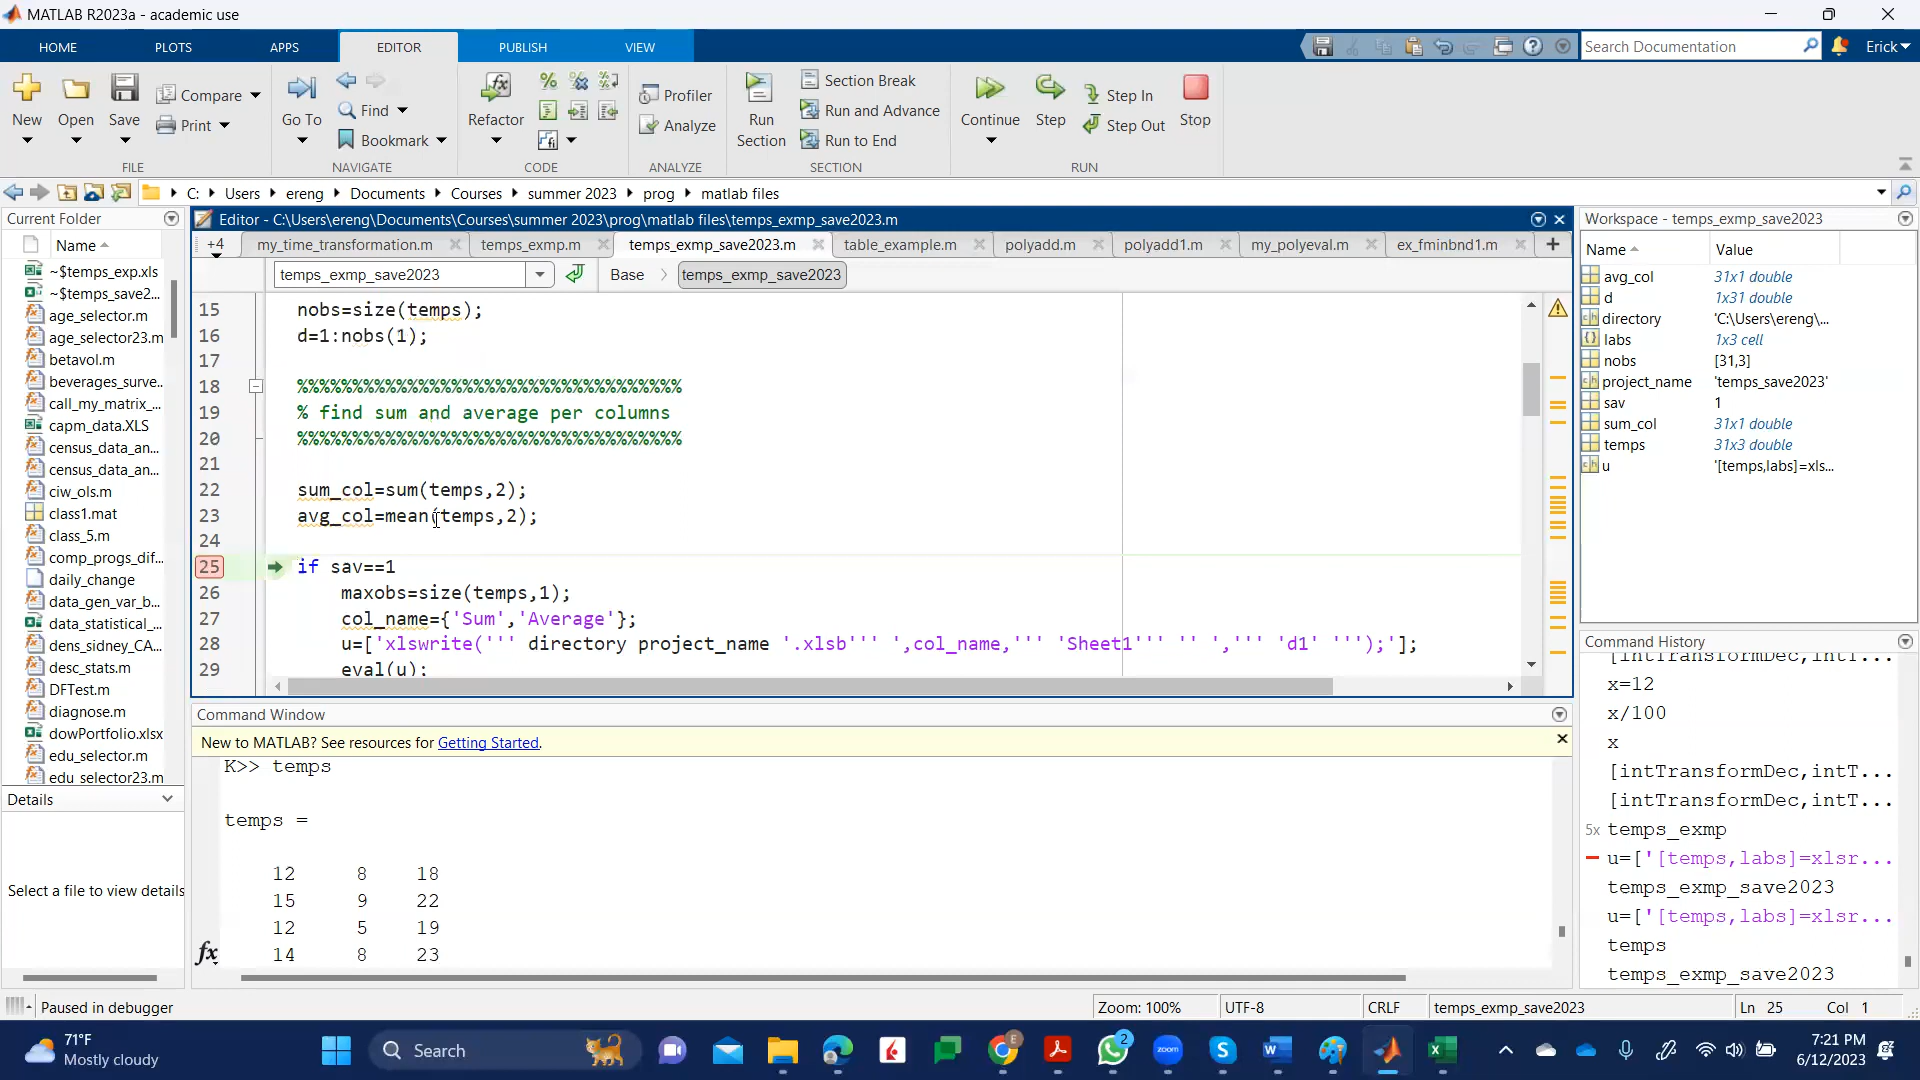 MATLAB R2023a - academic use
HOME PLOTS APPS EDITOR PUBLISH VIEW
Search Documentation
Erick
New Open Save Compare Print
Go To Find Bookmark
Refactor
Profiler Analyze
Run Section Section Break Run and Advance Run to End
Continue Step Step In Step Out Stop
FILE NAVIGATE CODE ANALYZE SECTION RUN
C: Users ereng Documents Courses summer 2023 prog matlab files
Current Folder
Name
~$temps_exp.xls
~$temps_save2...
age_selector.m
age_selector23.m
betavol.m
beverages_surve...
call_my_matrix_...
capm_data.XLS
census_data_an...
census_data_an...
ciw_ols.m
class1.mat
class_5.m
comp_progs_dif...
daily_change
data_gen_var_b...
data_statistical_...
dens_sidney_CA...
desc_stats.m
DFTest.m
diagnose.m
dowPortfolio.xlsx
edu_selector.m
edu_selector23.m
Details
Select a file to view details
Editor - C:\Users\ereng\Documents\Courses\summer 2023\prog\matlab files\temps_exmp_save2023.m
+4 my_time_transformation.m temps_exmp.m temps_exmp_save2023.m table_example.m polyadd.m polyadd1.m my_polyeval.m ex_fminbnd1.m
temps_exmp_save2023 Base temps_exmp_save2023
15 nobs=size(temps);
16 d=1:nobs(1);
17
18 %%%%%%%%%%%%%%%%%%%%%%%%%%%%%%%%%%%
19 % find sum and average per columns
20 %%%%%%%%%%%%%%%%%%%%%%%%%%%%%%%%%%%
21
22 sum_col=sum(temps,2);
23 avg_col=mean(temps,2);
24
25 if sav==1
26 maxobs=size(temps,1);
27 col_name={'Sum','Average'};
28 u=['xlswrite(''' directory project_name '.xlsb''' ',col_name,''' 'Sheet1''' '' ',''' 'd1' ''');'];
29 eval(u);
Command Window
New to MATLAB? See resources for Getting Started.
K>> temps
temps =
12 8 18
15 9 22
12 5 19
14 8 23
fx
Workspace - temps_exmp_save2023
Name Value
avg_col 31x1 double
d 1x31 double
directory 'C:\Users\ereng\...
labs 1x3 cell
nobs [31,3]
project_name 'temps_save2023'
sav 1
sum_col 31x1 double
temps 31x3 double
u '[temps,labs]=xls...
Command History
[intTransformDec,intT...
x=12
x/100
x
[intTransformDec,intT...
[intTransformDec,intT...
5x temps_exmp
u=['[temps,labs]=xlsr...
temps_exmp_save2023
u=['[temps,labs]=xlsr...
temps
temps_exmp_save2023
Paused in debugger
Zoom: 100% UTF-8 CRLF temps_exmp_save2023 Ln 25 Col 1
71°F
Mostly cloudy
Search
2
zoom
7:21 PM
6/12/2023